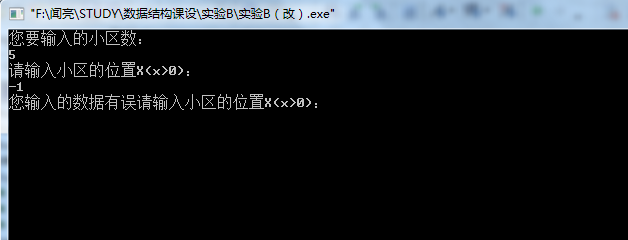 "F:\闻亮\STUDY\数据结构课设\实验B\实验B（改）.exe"
您要输入的小区数：
5
请输入小区的位置X(x>0)：
-1
您输入的数据有误请输入小区的位置X(x>0)：